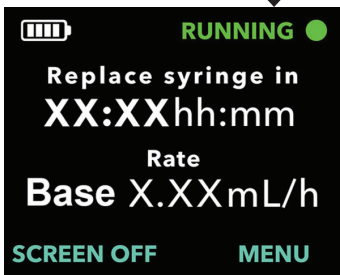 RUNNING
Replace syringe in
XX:XXhh:mm
Rate
Base X.XXmL/h
SCREEN OFF MENU